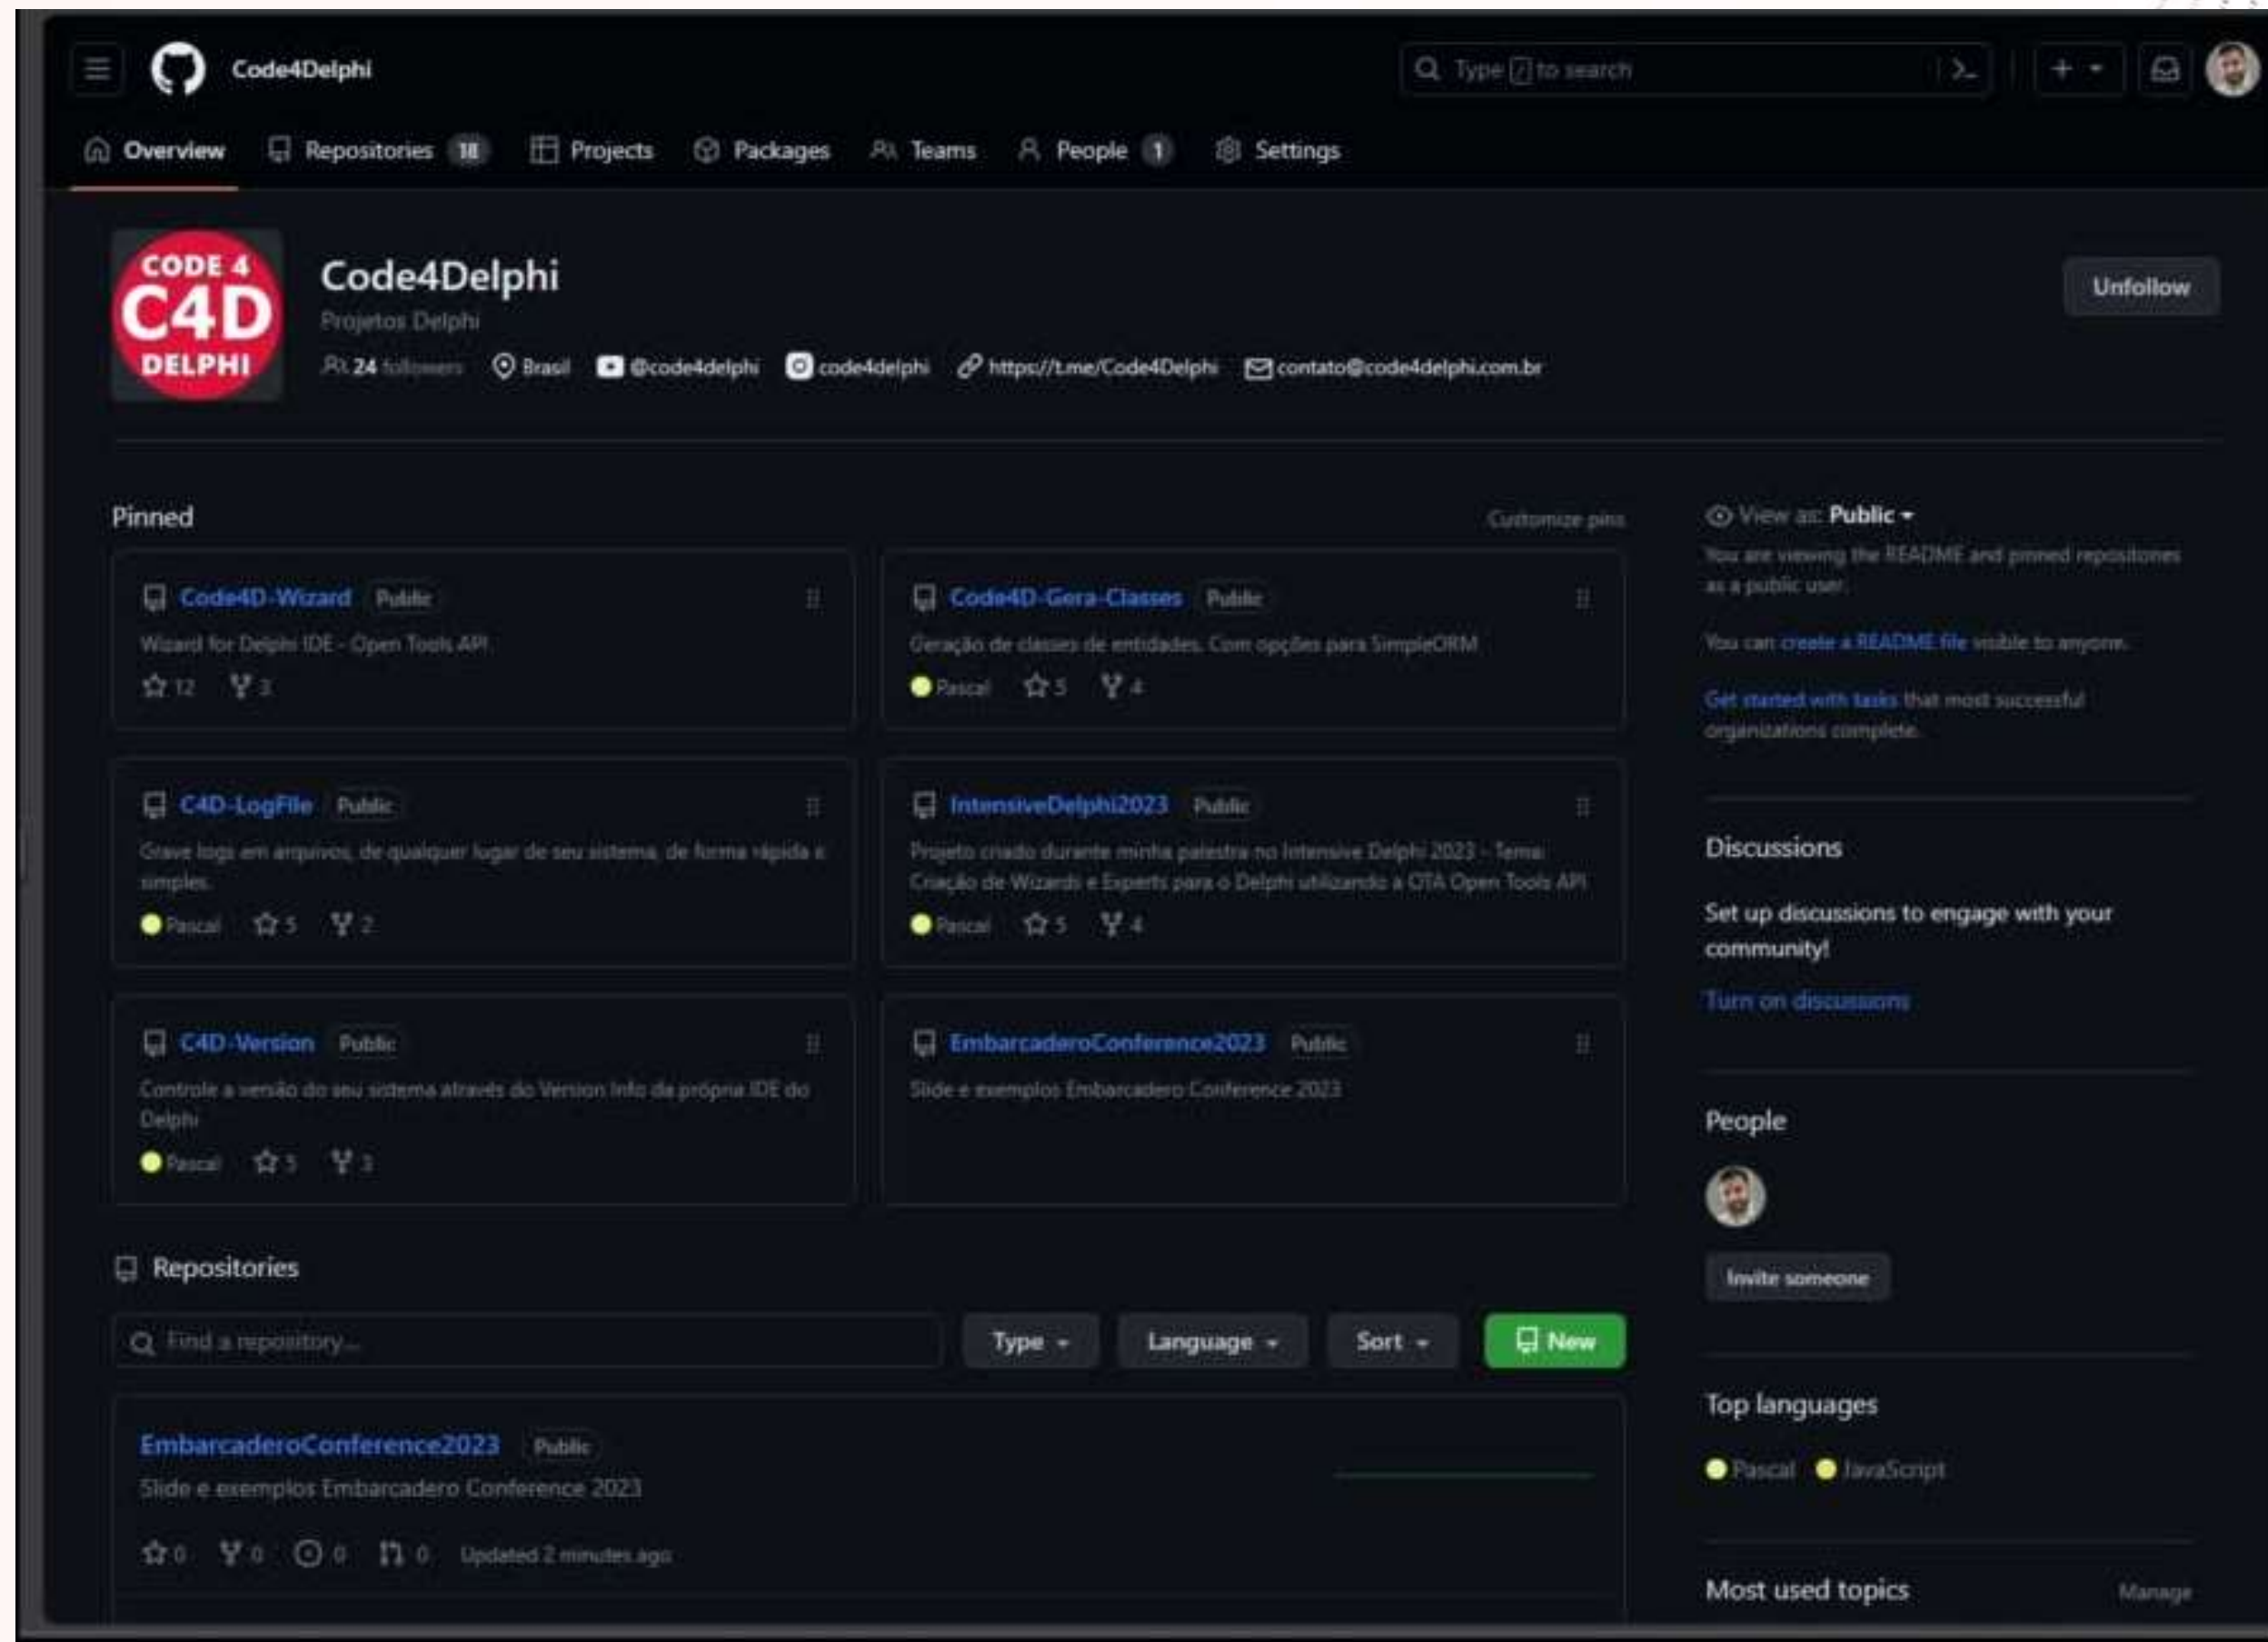 Code4Delphi
Type / to search
Overview Repositories 18 Projects Packages Teams People 1 Settings
CODE 4
C4D
DELPHI
Code4Delphi
Projetos Delphi
24 followers Brasil @code4delphi code4delphi https://t.me/Code4Delphi contato@code4delphi.com.br
Unfollow
Pinned
Customize pins
Code4D-Wizard Public
Wizard for Delphi IDE - Open Tools API.
12 3
Code4D-Gera-Classes Public
Geração de classes de entidades. Com opções para SimpleORM
Pascal 5 4
C4D-LogFile Public
Grave logs em arquivos, de qualquer lugar de seu sistema, de forma rápida e
simples.
Pascal 5 2
IntensiveDelphi2023 Public
Projeto criado durante minha palestra no Intensive Delphi 2023 - Tema:
Criação de Wizards e Experts para o Delphi utilizando a OTA Open Tools API
Pascal 5 4
C4D-Version Public
Controle a versão do seu sistema através do Version Info da própria IDE do
Delphi
Pascal 5 3
EmbarcaderoConference2023 Public
Slide e exemplos Embarcadero Conference 2023
Repositories
Find a repository...
Type Language Sort New
EmbarcaderoConference2023 Public
Slide e exemplos Embarcadero Conference 2023
0 0 0 0 Updated 2 minutes ago
View as: Public
You are viewing the README and pinned repositories
as a public user.
You can create a README file visible to anyone.
Get started with tasks that most successful
organizations complete.
Discussions
Set up discussions to engage with your
community!
Turn on discussions
People
Invite someone
Top languages
Pascal JavaScript
Most used topics
Manage